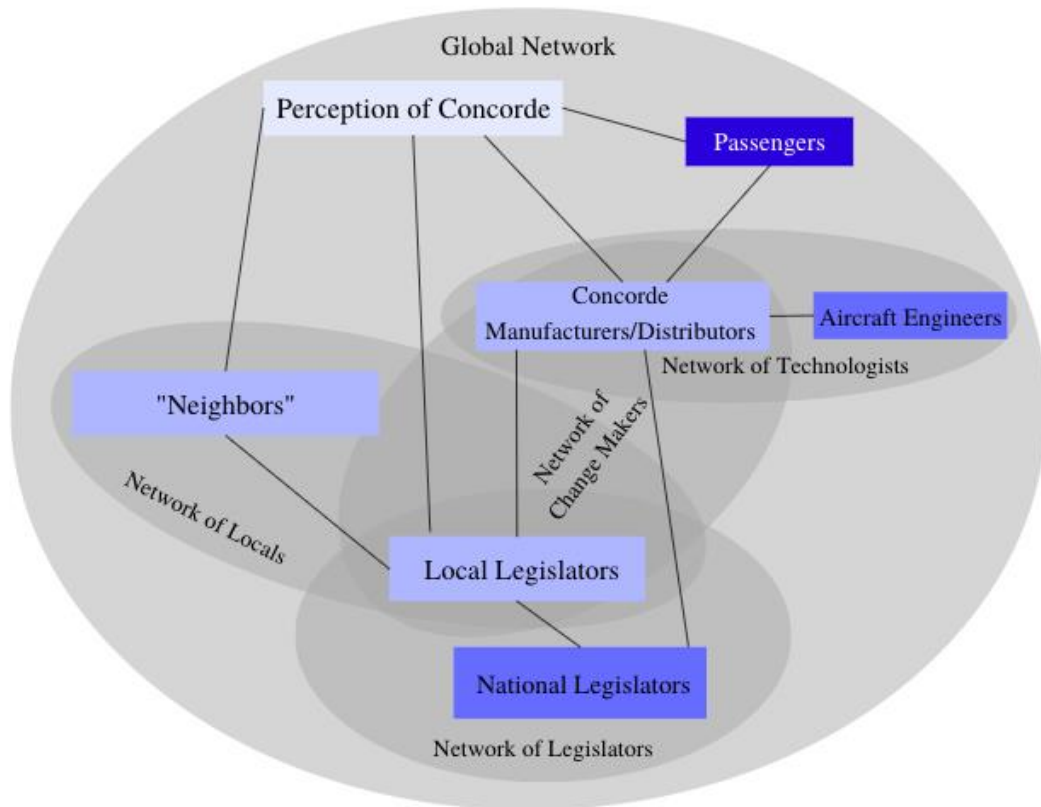 Global Network
Perception of Concorde
Passengers
Concorde
Manufacturers/Distributors
Aircraft Engineers
Network of Technologists
"Neighbors"
Network of
Change Makers
Network of Locals
Local Legislators
National Legislators
Network of Legislators